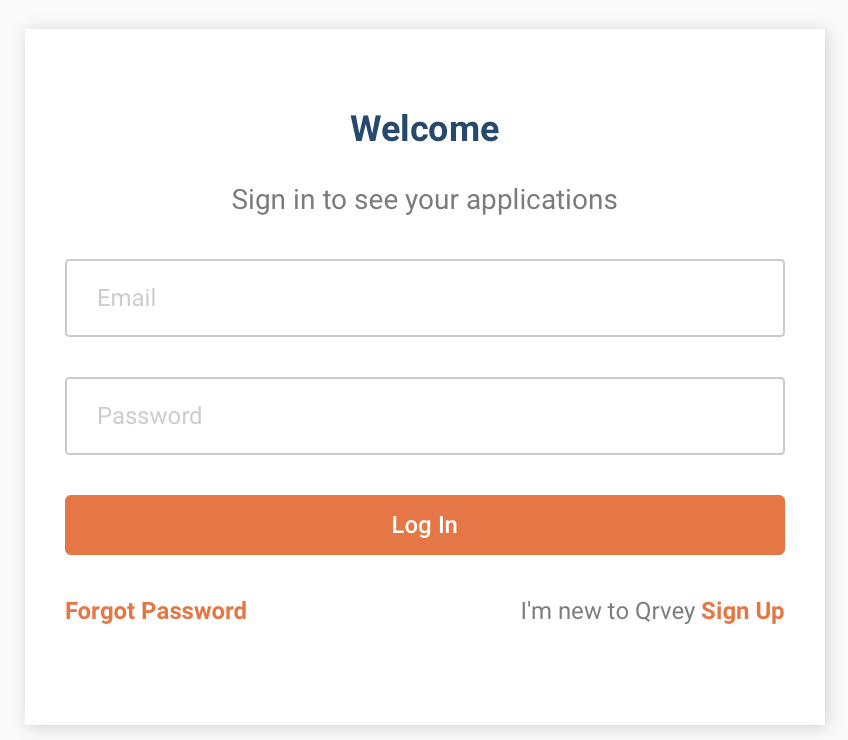 Welcome
Sign in to see your applications
Email
Password
Log In
Forgot Password
I'm new to Qrvey Sign Up